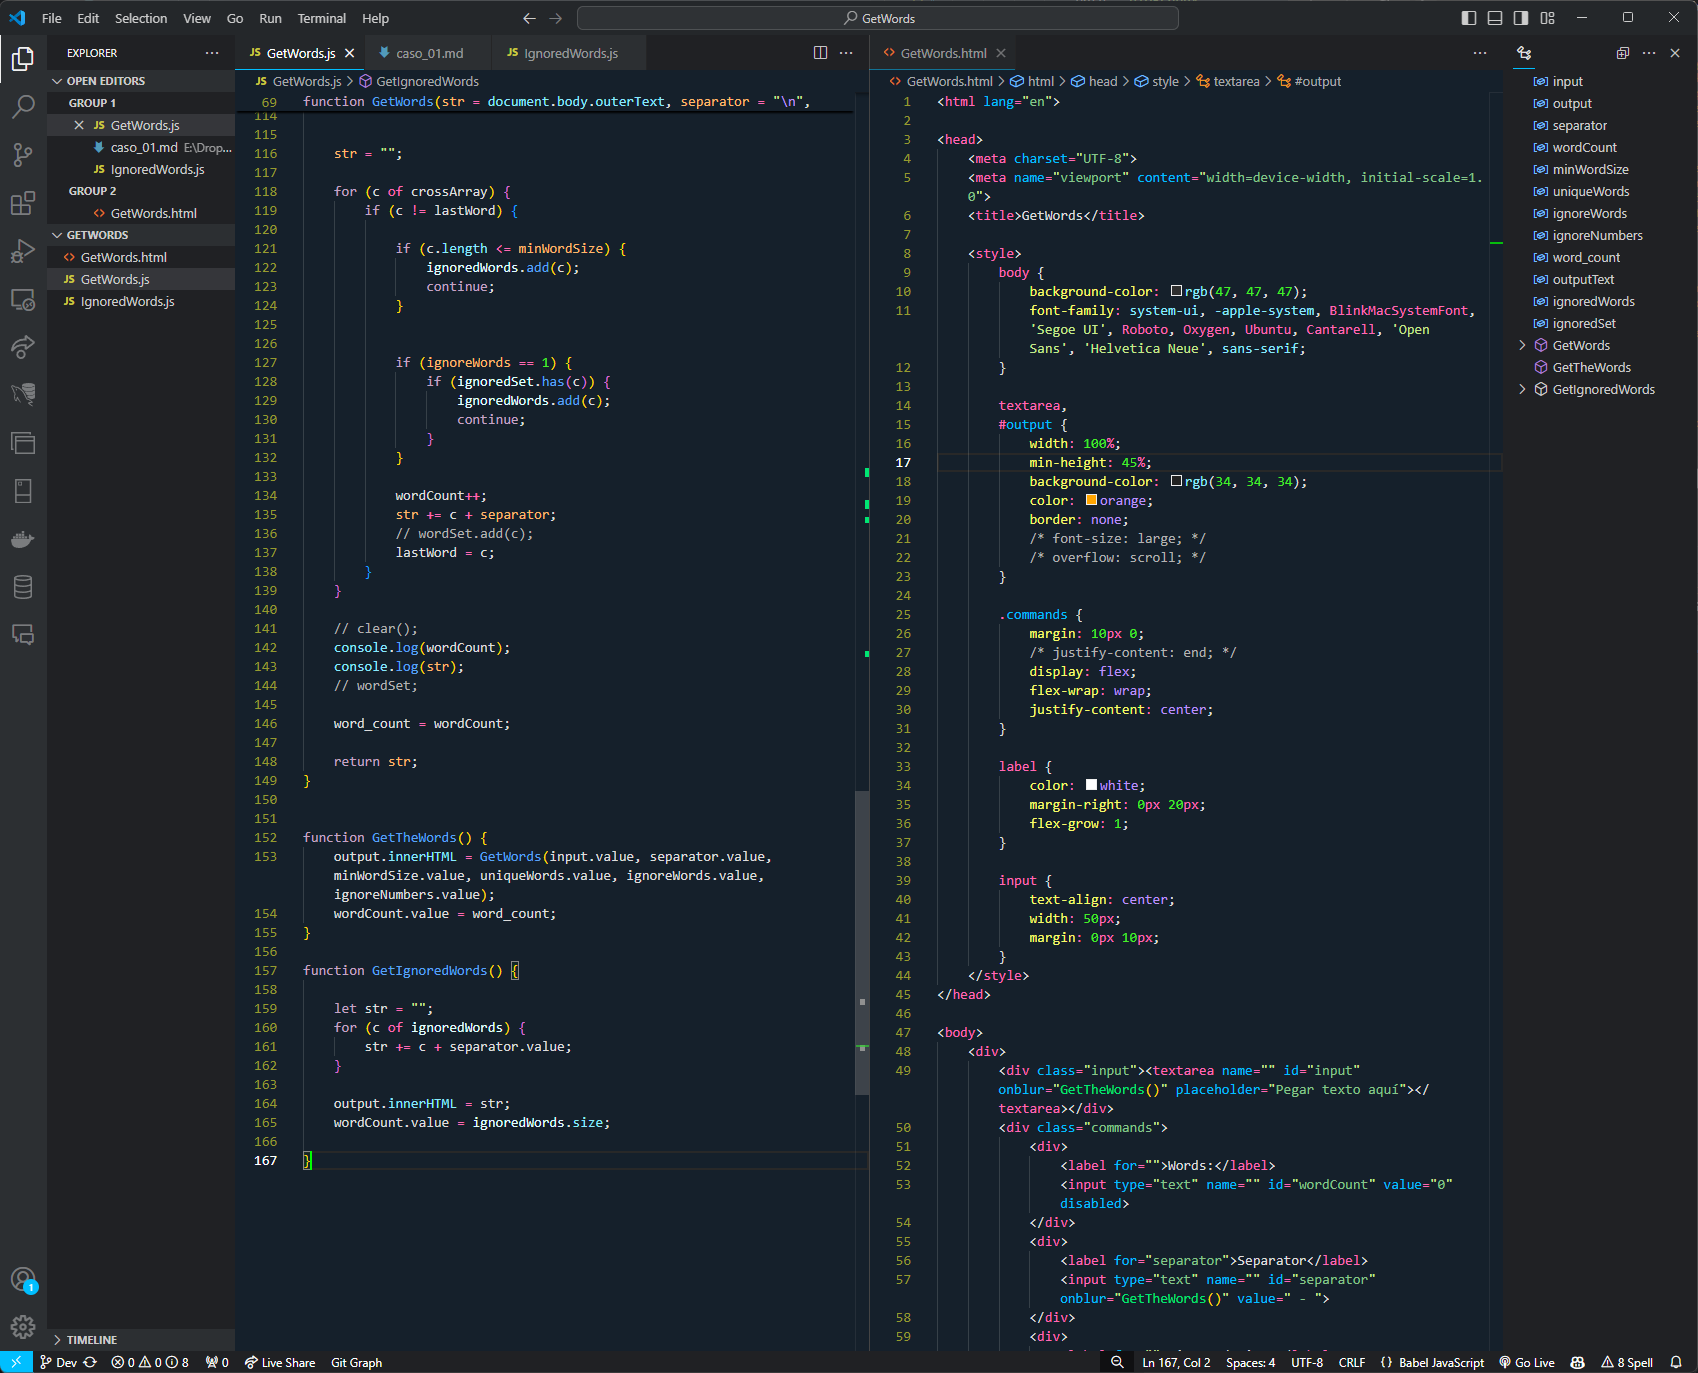 File Edit Selection View Go Run Terminal Help
GetWords
EXPLORER
OPEN EDITORS
GROUP 1
GetWords.js
caso_01.md E\Drop...
IgnoredWords.js
GROUP 2
GetWords.html
GETWORDS
GetWords.html
GetWords.js
IgnoredWords.js
TIMELINE
GetWords.js
caso_01.md
IgnoredWords.js
GetWords.js > GetIgnoredWords
69 function GetWords(str = document.body.outerText, separator = "\n",
114
115
116 str = "";
117
118 for (c of crossArray) {
119 if (c != lastWord) {
120
121 if (c.length <= minWordSize) {
122 ignoredWords.add(c);
123 continue;
124 }
125
126
127 if (ignoreWords == 1) {
128 if (ignoredSet.has(c)) {
129 ignoredWords.add(c);
130 continue;
131 }
132 }
133
134 wordCount++;
135 str += c + separator;
136 // wordSet.add(c);
137 lastWord = c;
138 }
139 }
140
141 // clear();
142 console.log(wordCount);
143 console.log(str);
144 // wordSet;
145
146 word_count = wordCount;
147
148 return str;
149 }
150
151
152 function GetTheWords() {
153 output.innerHTML = GetWords(input.value, separator.value,
minWordSize.value, uniqueWords.value, ignoreWords.value,
ignoreNumbers.value);
154 wordCount.value = word_count;
155 }
156
157 function GetIgnoredWords() {
158
159 let str = "";
160 for (c of ignoredWords) {
161 str += c + separator.value;
162 }
163
164 output.innerHTML = str;
165 wordCount.value = ignoredWords.size;
166
167 }
GetWords.html
GetWords.html > html > head > style > textarea > #output
1 <html lang="en">
2
3 <head>
4 <meta charset="UTF-8">
5 <meta name="viewport" content="width=device-width, initial-scale=1.
0">
6 <title>GetWords</title>
7
8 <style>
9 body {
10 background-color: rgb(47, 47, 47);
11 font-family: system-ui, -apple-system, BlinkMacSystemFont,
'Segoe UI', Roboto, Oxygen, Ubuntu, Cantarell, 'Open
Sans', 'Helvetica Neue', sans-serif;
12 }
13
14 textarea,
15 #output {
16 width: 100%;
17 min-height: 45%;
18 background-color: rgb(34, 34, 34);
19 color: orange;
20 border: none;
21 /* font-size: large; */
22 /* overflow: scroll; */
23 }
24
25 .commands {
26 margin: 10px 0;
27 /* justify-content: end; */
28 display: flex;
29 flex-wrap: wrap;
30 justify-content: center;
31 }
32
33 label {
34 color: white;
35 margin-right: 0px 20px;
36 flex-grow: 1;
37 }
38
39 input {
40 text-align: center;
41 width: 50px;
42 margin: 0px 10px;
43 }
44 </style>
45 </head>
46
47 <body>
48 <div>
49 <div class="input"><textarea name="" id="input"
onblur="GetTheWords()" placeholder="Pegar texto aquí"></
textarea></div>
50 <div class="commands">
51 <div>
52 <label for="">Words:</label>
53 <input type="text" name="" id="wordCount" value="0"
disabled>
54 </div>
55 <div>
56 <label for="separator">Separator</label>
57 <input type="text" name="" id="separator"
onblur="GetTheWords()" value=" - ">
58 </div>
59 <div>
input
output
separator
wordCount
minWordSize
uniqueWords
ignoreWords
ignoreNumbers
word_count
outputText
ignoredWords
ignoredSet
GetWords
GetTheWords
GetIgnoredWords
1
Dev 0 0 8 0 Live Share Git Graph
Ln 167, Col 2 Spaces: 4 UTF-8 CRLF {} Babel JavaScript Go Live 8 Spell